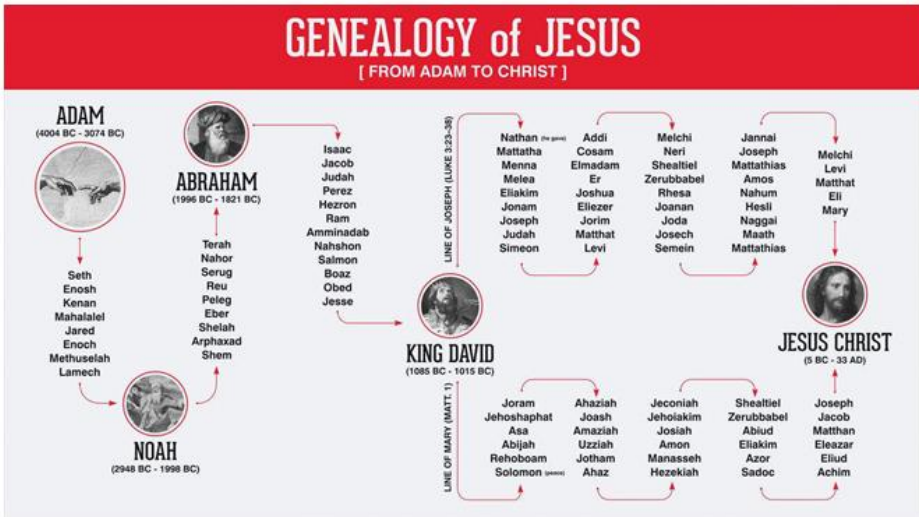 GENEALOGY of JESUS
[ FROM ADAM TO CHRIST ]
ADAM
(4004 BC - 3074 BC)
Seth
Enosh
Kenan
Mahalalel
Jared
Enoch
Methuselah
Lamech
NOAH
(2948 BC - 1998 BC)
Terah
Nahor
Serug
Reu
Peleg
Eber
Shelah
Arphaxad
Shem
ABRAHAM
(1996 BC - 1821 BC)
Isaac
Jacob
Judah
Perez
Hezron
Ram
Amminadab
Nahshon
Salmon
Boaz
Obed
Jesse
KING DAVID
(1085 BC - 1015 BC)
LINE OF JOSEPH (LUKE 3:23–38)
Nathan (he gave)
Mattatha
Menna
Melea
Eliakim
Jonam
Joseph
Judah
Simeon
Addi
Cosam
Elmadam
Er
Joshua
Eliezer
Jorim
Matthat
Levi
Melchi
Neri
Shealtiel
Zerubbabel
Rhesa
Joanan
Joda
Josech
Semein
Jannai
Joseph
Mattathias
Amos
Nahum
Hesli
Naggai
Maath
Mattathias
Melchi
Levi
Matthat
Eli
Mary
LINE OF MARY (MATT. 1)
Joram
Jehoshaphat
Asa
Abijah
Rehoboam
Solomon (peace)
Ahaziah
Joash
Amaziah
Uzziah
Jotham
Ahaz
Jeconiah
Jehoiakim
Josiah
Amon
Manasseh
Hezekiah
Shealtiel
Zerubbabel
Abiud
Eliakim
Azor
Sadoc
Joseph
Jacob
Matthan
Eleazar
Eliud
Achim
JESUS CHRIST
(5 BC - 33 AD)